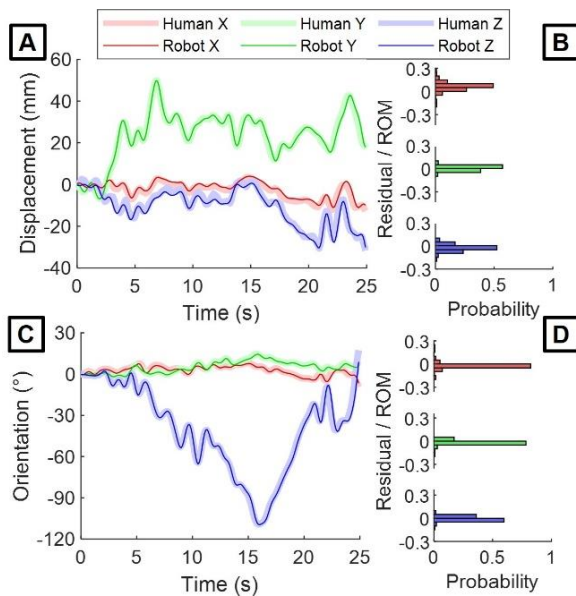 Human X Human Y Human Z
Robot X Robot Y Robot Z
A
B
60
40
20
0
-20
-40
Displacement (mm)
0 5 10 15 20 25
Time (s)
0.3
0
-0.3
0.3
0
-0.3
0.3
0
-0.3
Residual / ROM
0 0.5 1
Probability
C
D
30
0
-30
-60
-90
-120
Orientation (°)
0 5 10 15 20 25
Time (s)
0.3
0
-0.3
0.3
0
-0.3
0.3
0
-0.3
Residual / ROM
0 0.5 1
Probability